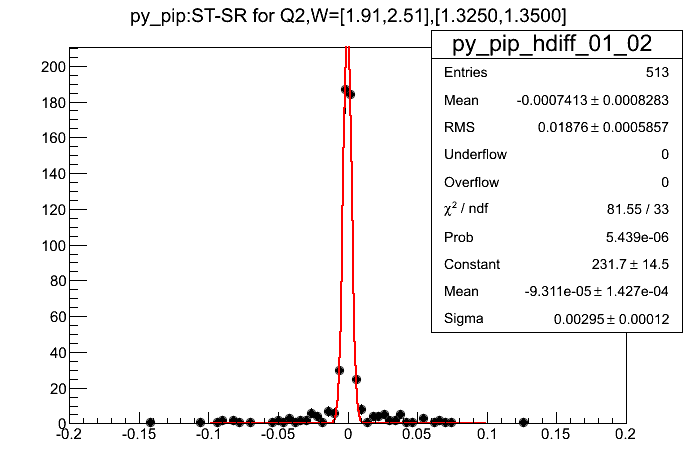 py_pip:ST-SR for Q2,W=[1.91,2.51],[1.3250,1.3500]
py_pip_hdiff_01_02
Entries 513
Mean -0.0007413 ± 0.0008283
RMS 0.01876 ± 0.0005857
Underflow 0
Overflow 0
χ² / ndf 81.55 / 33
Prob 5.439e-06
Constant 231.7 ± 14.5
Mean -9.311e-05 ± 1.427e-04
Sigma 0.00295 ± 0.00012
200
180
160
140
120
100
80
60
40
20
0
-0.2 -0.15 -0.1 -0.05 0 0.05 0.1 0.15 0.2